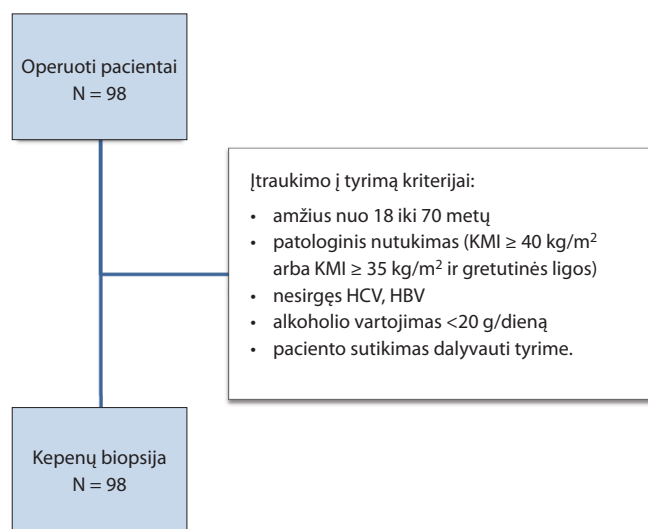 Operuoti pacientai
N = 98
Įtraukimo į tyrimą kriterijai:
• amžius nuo 18 iki 70 metų
• patologinis nutukimas (KMI ≥ 40 kg/m²
arba KMI ≥ 35 kg/m² ir gretutinės ligos)
• nesirgęs HCV, HBV
• alkoholio vartojimas <20 g/dieną
• paciento sutikimas dalyvauti tyrime.
Kepenų biopsija
N = 98